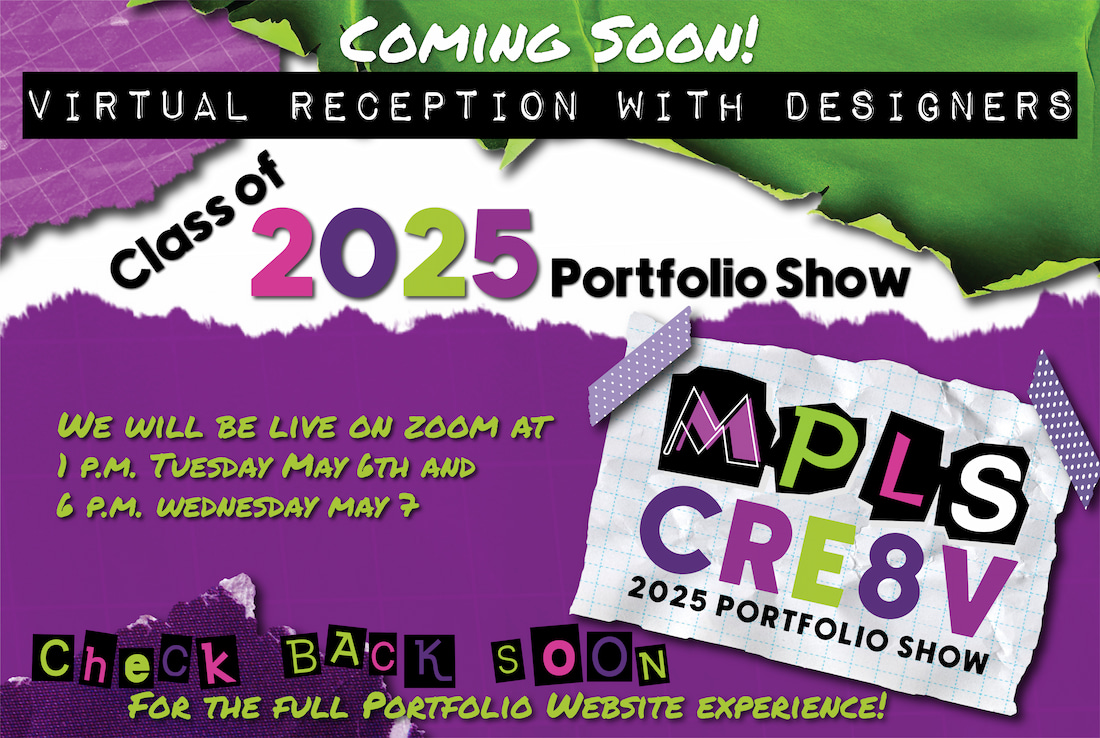 Coming Soon!
VIRTUAL RECEPTION WITH DESIGNERS
Class of 2025 Portfolio Show
We will be live on zoom at
1 p.m. Tuesday May 6th and
6 p.m. wednesday may 7
MPLS
CRE8V
2025 PORTFOLIO SHOW
Check BACK SOON
For the full Portfolio Website experience!